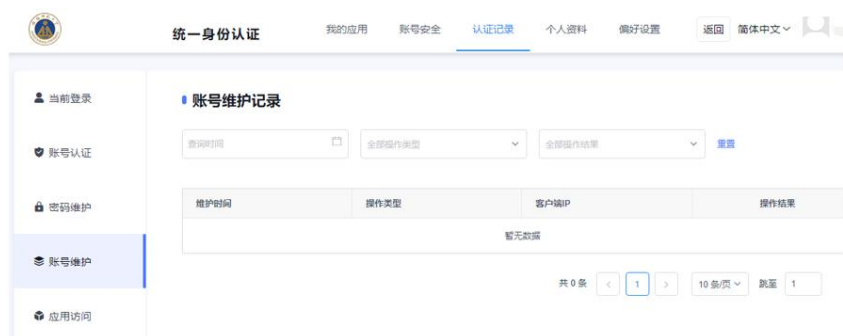 统一身份认证 我的应用 账号安全 认证记录 个人资料 偏好设置 返回 简体中文
当前登录
账号认证
密码维护
账号维护
应用访问
账号维护记录
查询时间 全部操作类型 全部操作结果 重置
维护时间 操作类型 客户端IP 操作结果
暂无数据
共 0 条 < 1 > 10 条/页 跳至 1